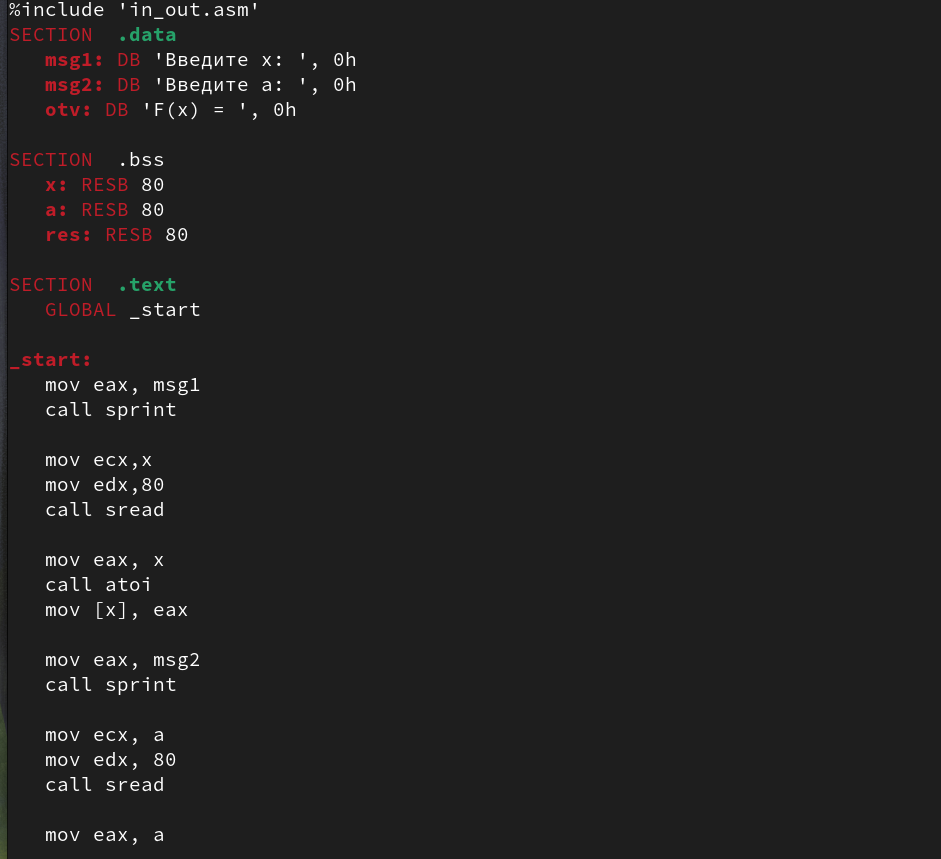 %include 'in_out.asm'
SECTION  .data
   msg1: DB 'Введите x: ', 0h
   msg2: DB 'Введите a: ', 0h
   otv: DB 'F(x) = ', 0h

SECTION  .bss
   x: RESB 80
   a: RESB 80
   res: RESB 80

SECTION  .text
   GLOBAL _start

_start:
   mov eax, msg1
   call sprint

   mov ecx,x
   mov edx,80
   call sread

   mov eax, x
   call atoi
   mov [x], eax

   mov eax, msg2
   call sprint

   mov ecx, a
   mov edx, 80
   call sread

   mov eax, a